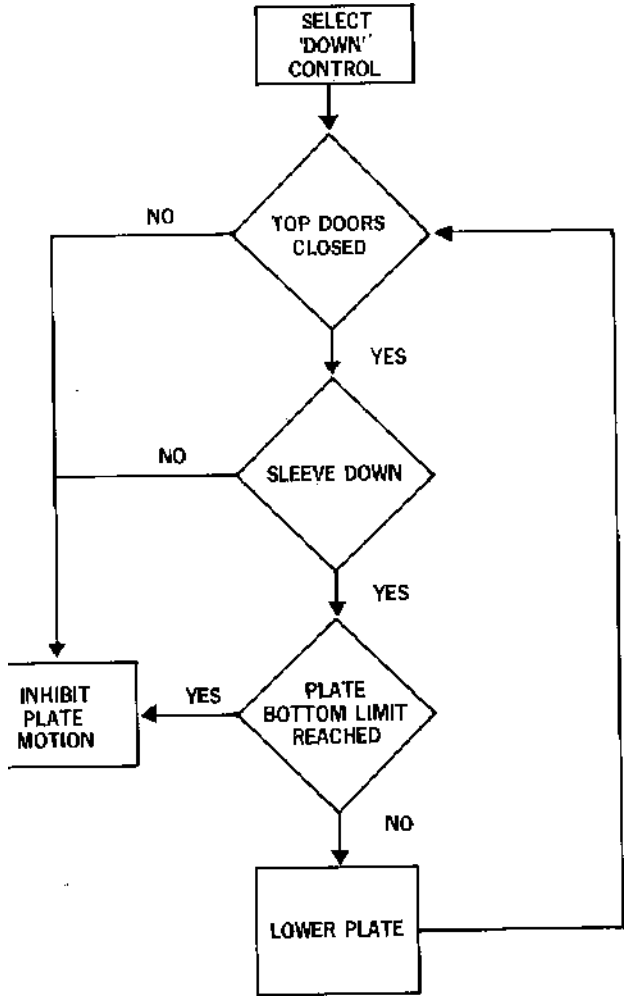 SELECT
"DOWN"
CONTROL
NO
TOP DOORS
CLOSED
YES
NO
SLEEVE DOWN
YES
INHIBIT
PLATE
MOTION
YES
PLATE
BOTTOM LIMIT
REACHED
NO
LOWER PLATE